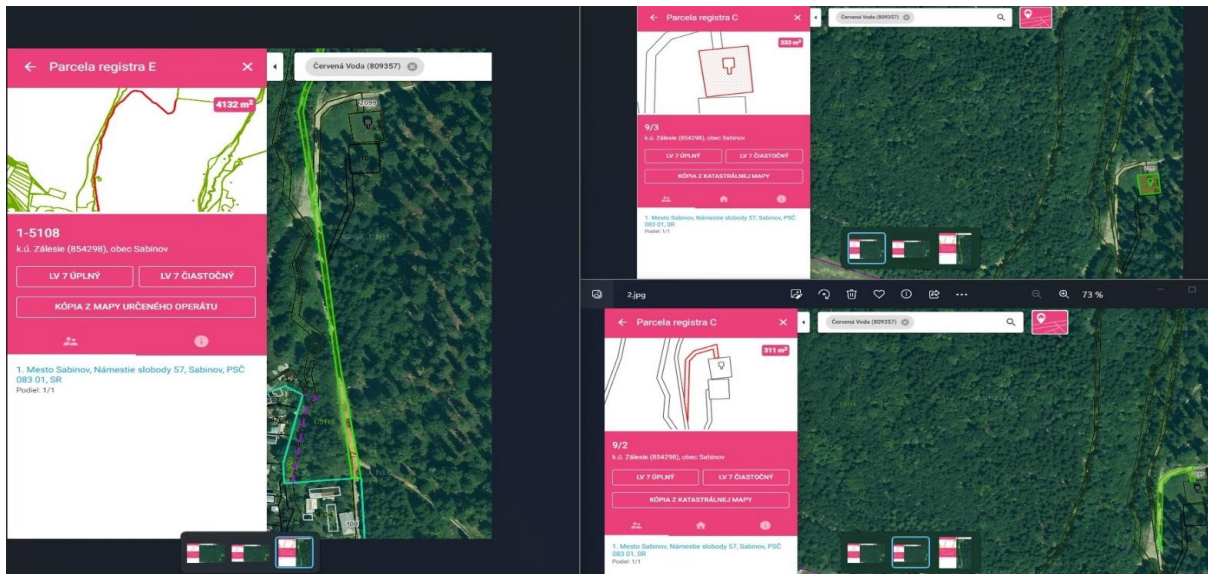 Parcela registra E
4132 m²
1-5108
k.ú. Zálesie (854298), obec Sabinov
LV 7 ÚPLNÝ
LV 7 ČIASTOČNÝ
KÓPIA Z MAPY URČENÉHO OPERÁTU
1. Mesto Sabinov, Námestie slobody 57, Sabinov, PSČ
083 01, SR
Podiel: 1/1
Červená Voda (809357)
Parcela registra C
333 m²
9/3
k.ú. Zálesie (854298), obec Sabinov
LV 7 ÚPLNÝ
LV 7 ČIASTOČNÝ
KÓPIA Z KATASTRÁLNEJ MAPY
1. Mesto Sabinov, Námestie slobody 57, Sabinov, PSČ
083 01, SR
Podiel: 1/1
Červená Voda (809357)
2.jpg
73 %
Parcela registra C
311 m²
9/2
k.ú. Zálesie (854298), obec Sabinov
LV 7 ÚPLNÝ
LV 7 ČIASTOČNÝ
KÓPIA Z KATASTRÁLNEJ MAPY
1. Mesto Sabinov, Námestie slobody 57, Sabinov, PSČ
083 01, SR
Podiel: 1/1
Červená Voda (809357)